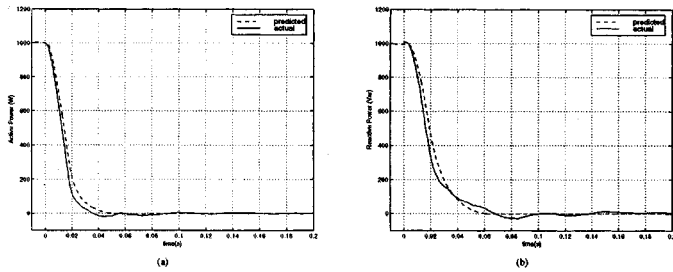 predicted
actual
1200
1000
800
600
400
200
0
Active Power (W)
0 0.02 0.04 0.06 0.08 0.1 0.12 0.14 0.16 0.18 0.2
time(s)
(a)
predicted
actual
1200
1000
800
600
400
200
0
Reactive Power (Var)
0 0.02 0.04 0.06 0.08 0.1 0.12 0.14 0.16 0.18 0.2
time(s)
(b)